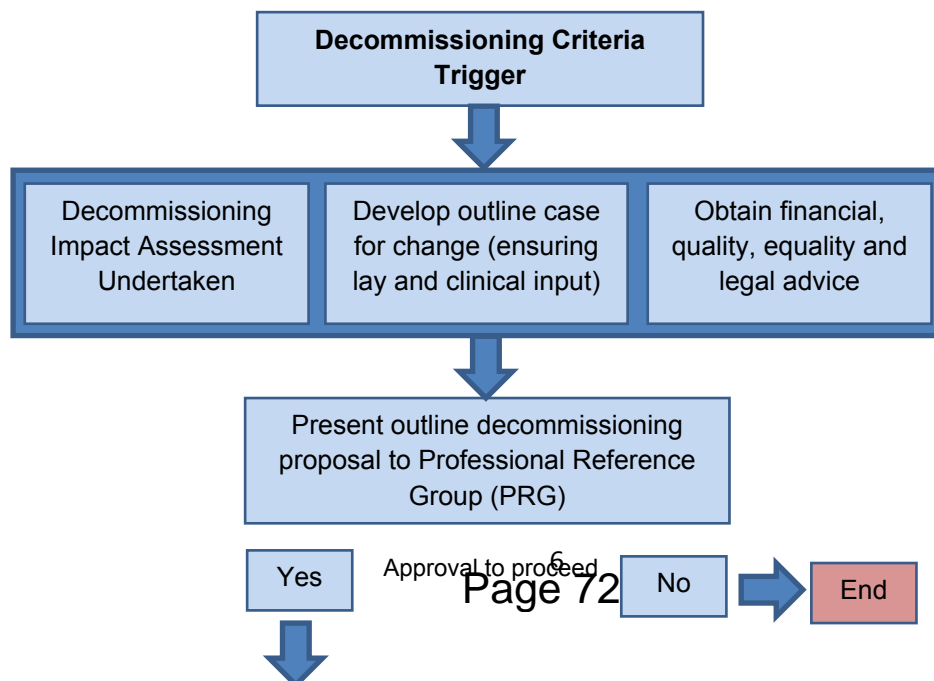 Decommissioning Criteria
Trigger
Decommissioning
Impact Assessment
Undertaken
Develop outline case
for change (ensuring
lay and clinical input)
Obtain financial,
quality, equality and
legal advice
Present outline decommissioning
proposal to Professional Reference
Group (PRG)
Yes
Approval to proceed
6
Page 72
No
End